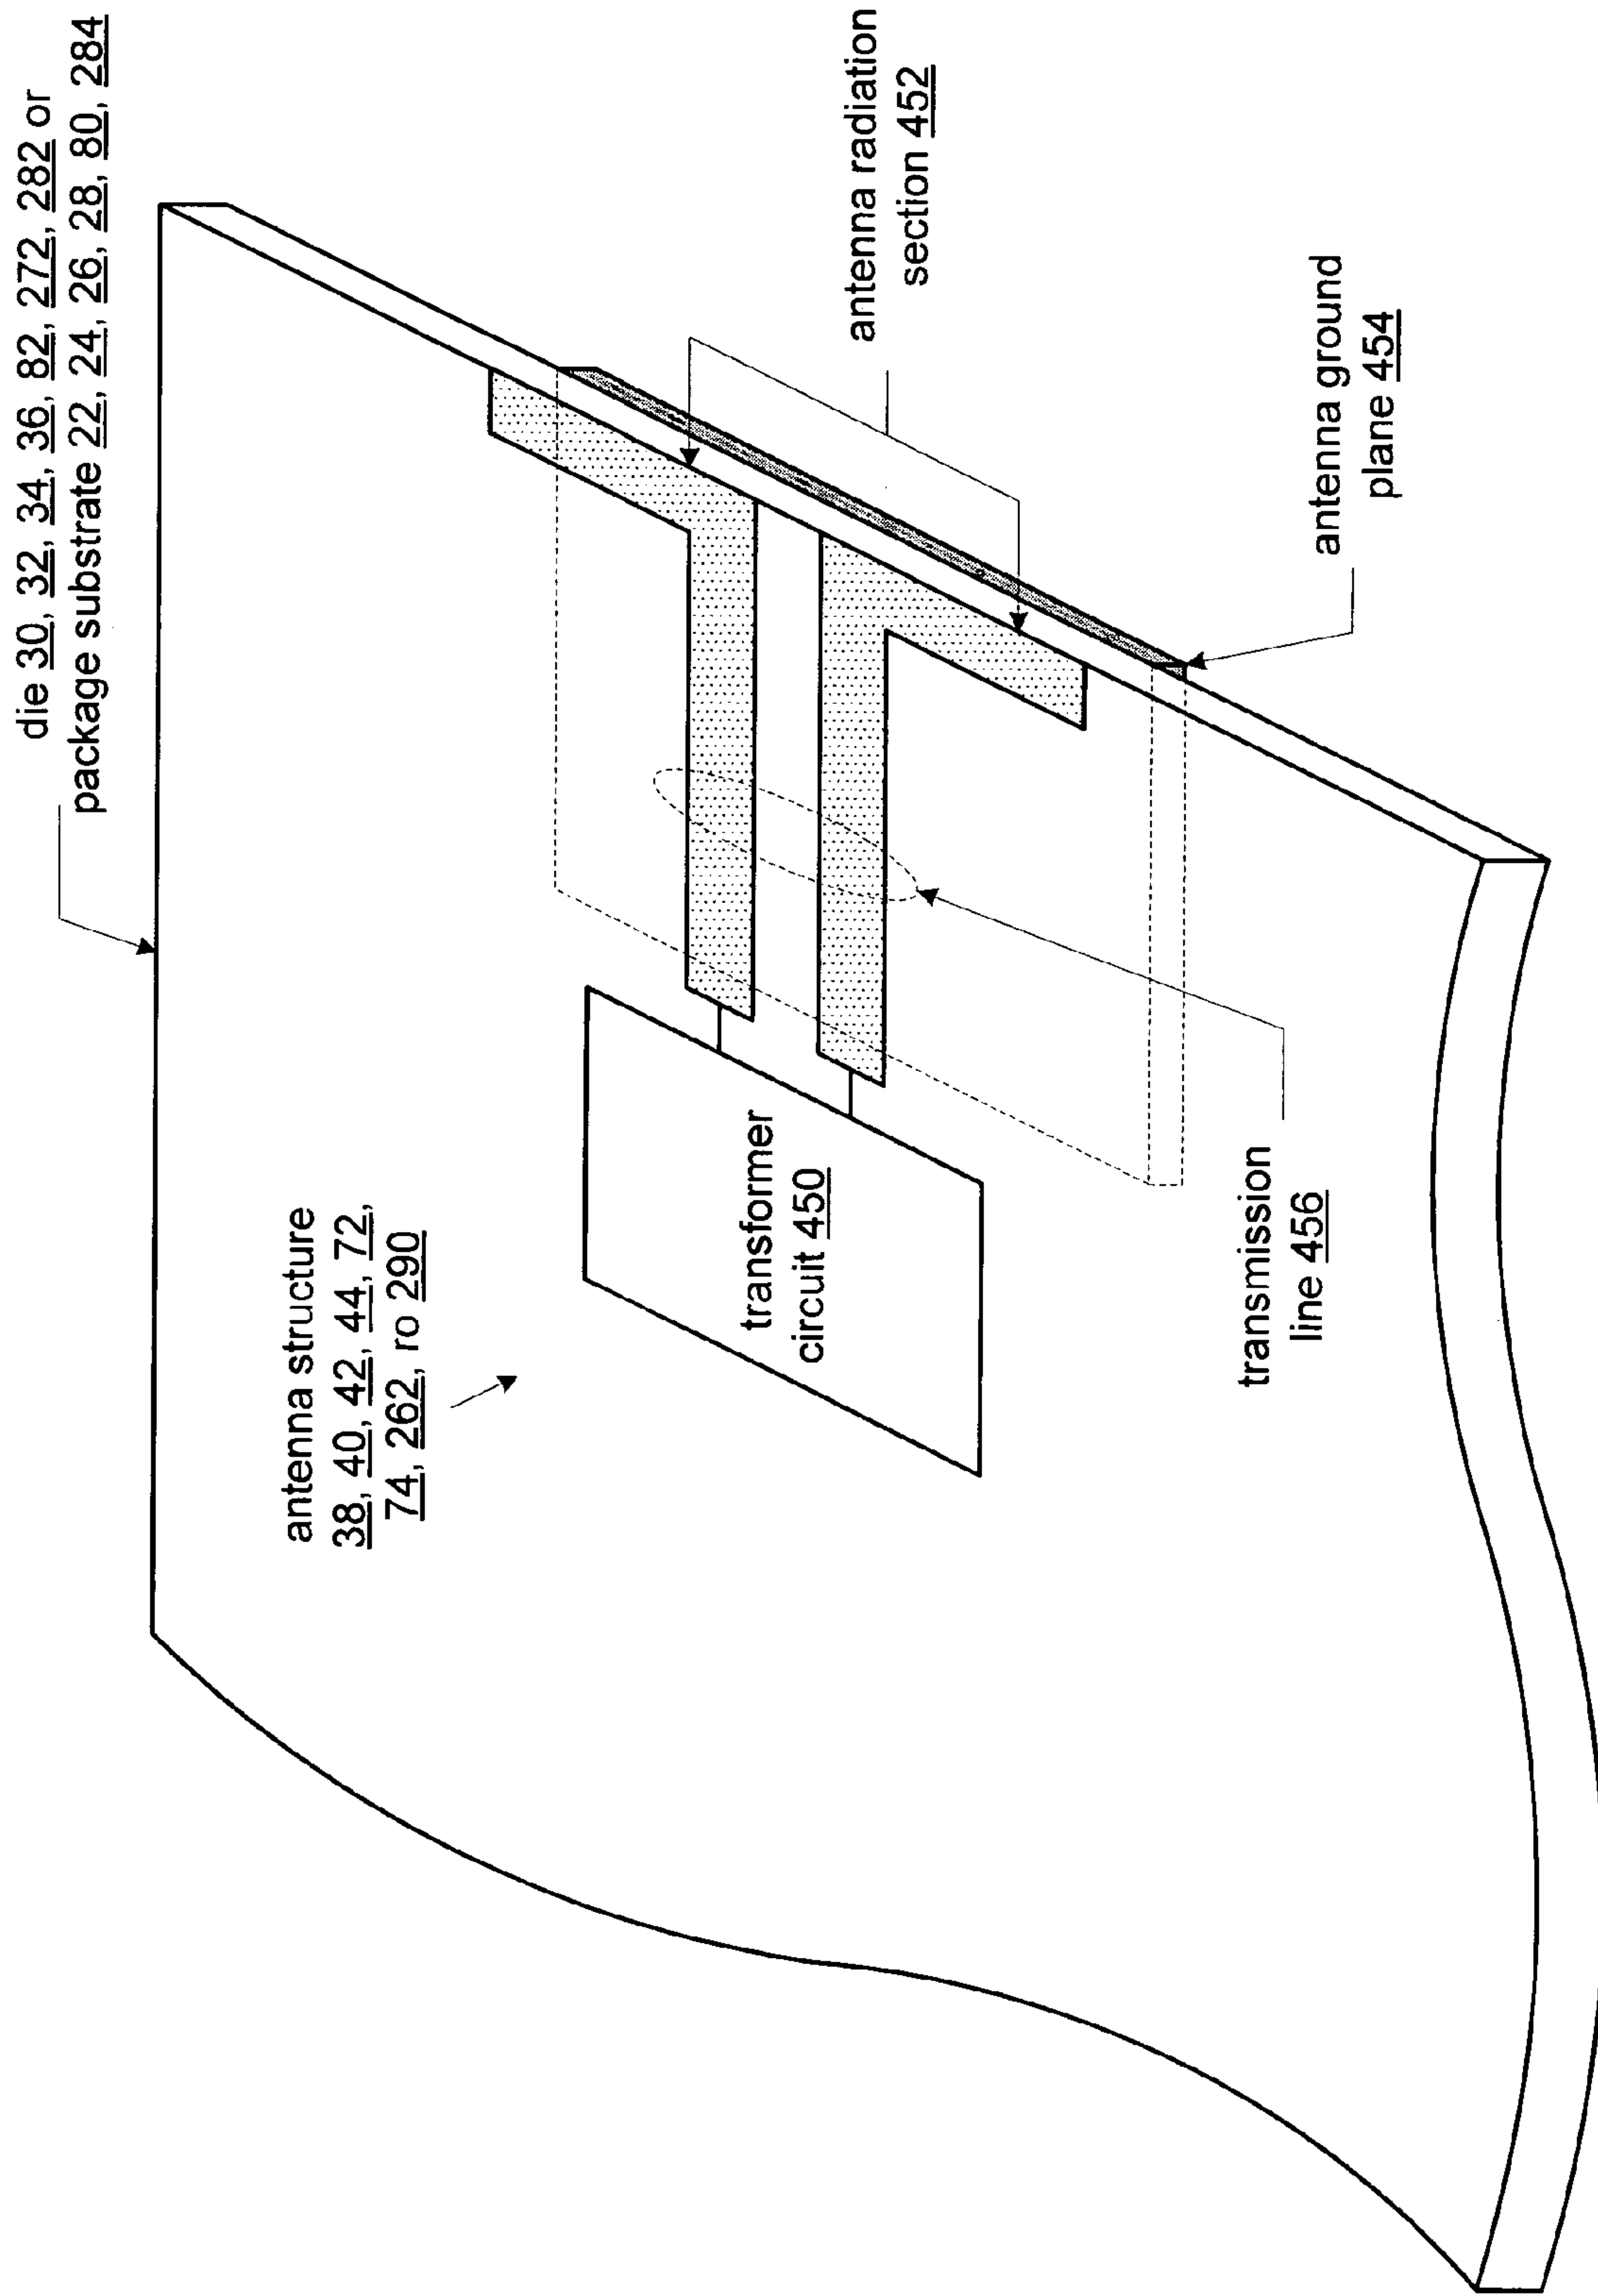 die 30, 32, 34, 36, 82, 272, 282 or
package substrate 22, 24, 26, 28, 80, 284
antenna structure
38, 40, 42, 44, 72,
74, 262, ro 290
transformer
circuit 450
antenna radiation
section 452
transmission
line 456
antenna ground
plane 454